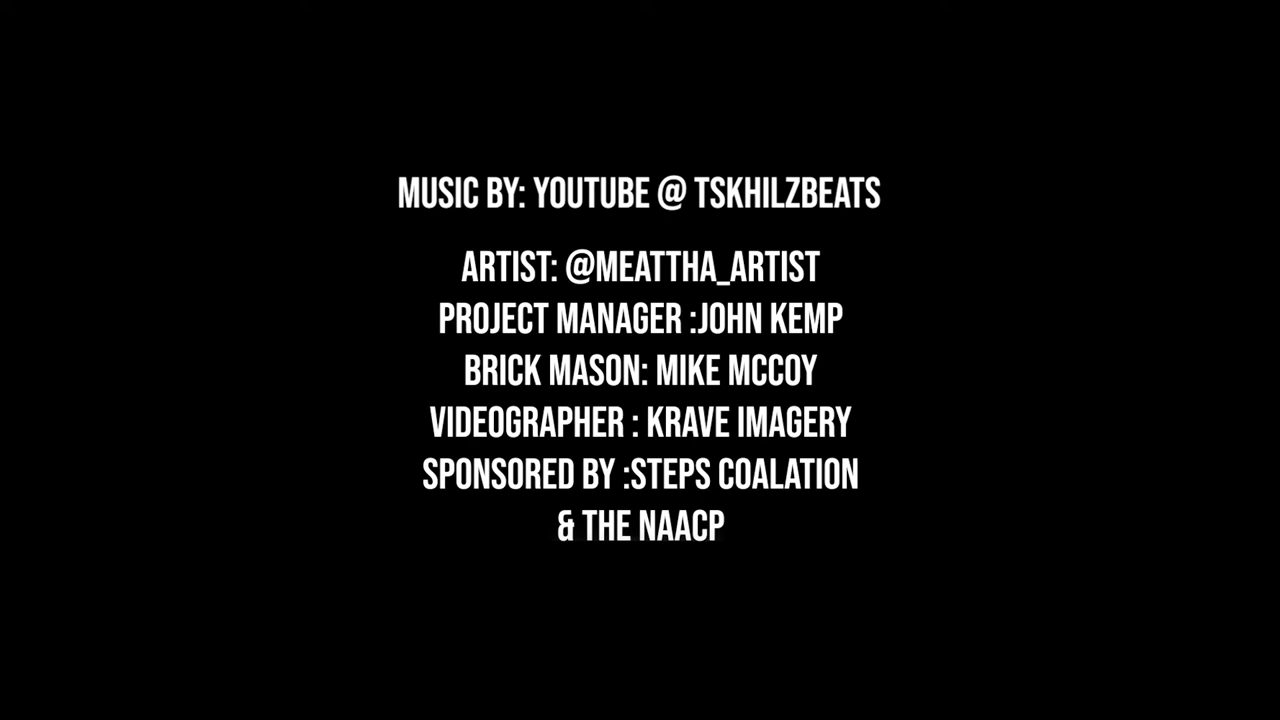 MUSIC BY: YOUTUBE @ TSKHILZBEATS
ARTIST: @MEATTHA_ARTIST
PROJECT MANAGER :JOHN KEMP
BRICK MASON: MIKE MCCOY
VIDEOGRAPHER : KRAVE IMAGERY
SPONSORED BY :STEPS COALATION
& THE NAACP